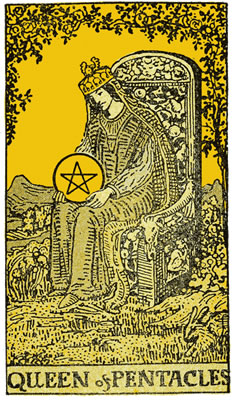 QUEEN of PENTACLES